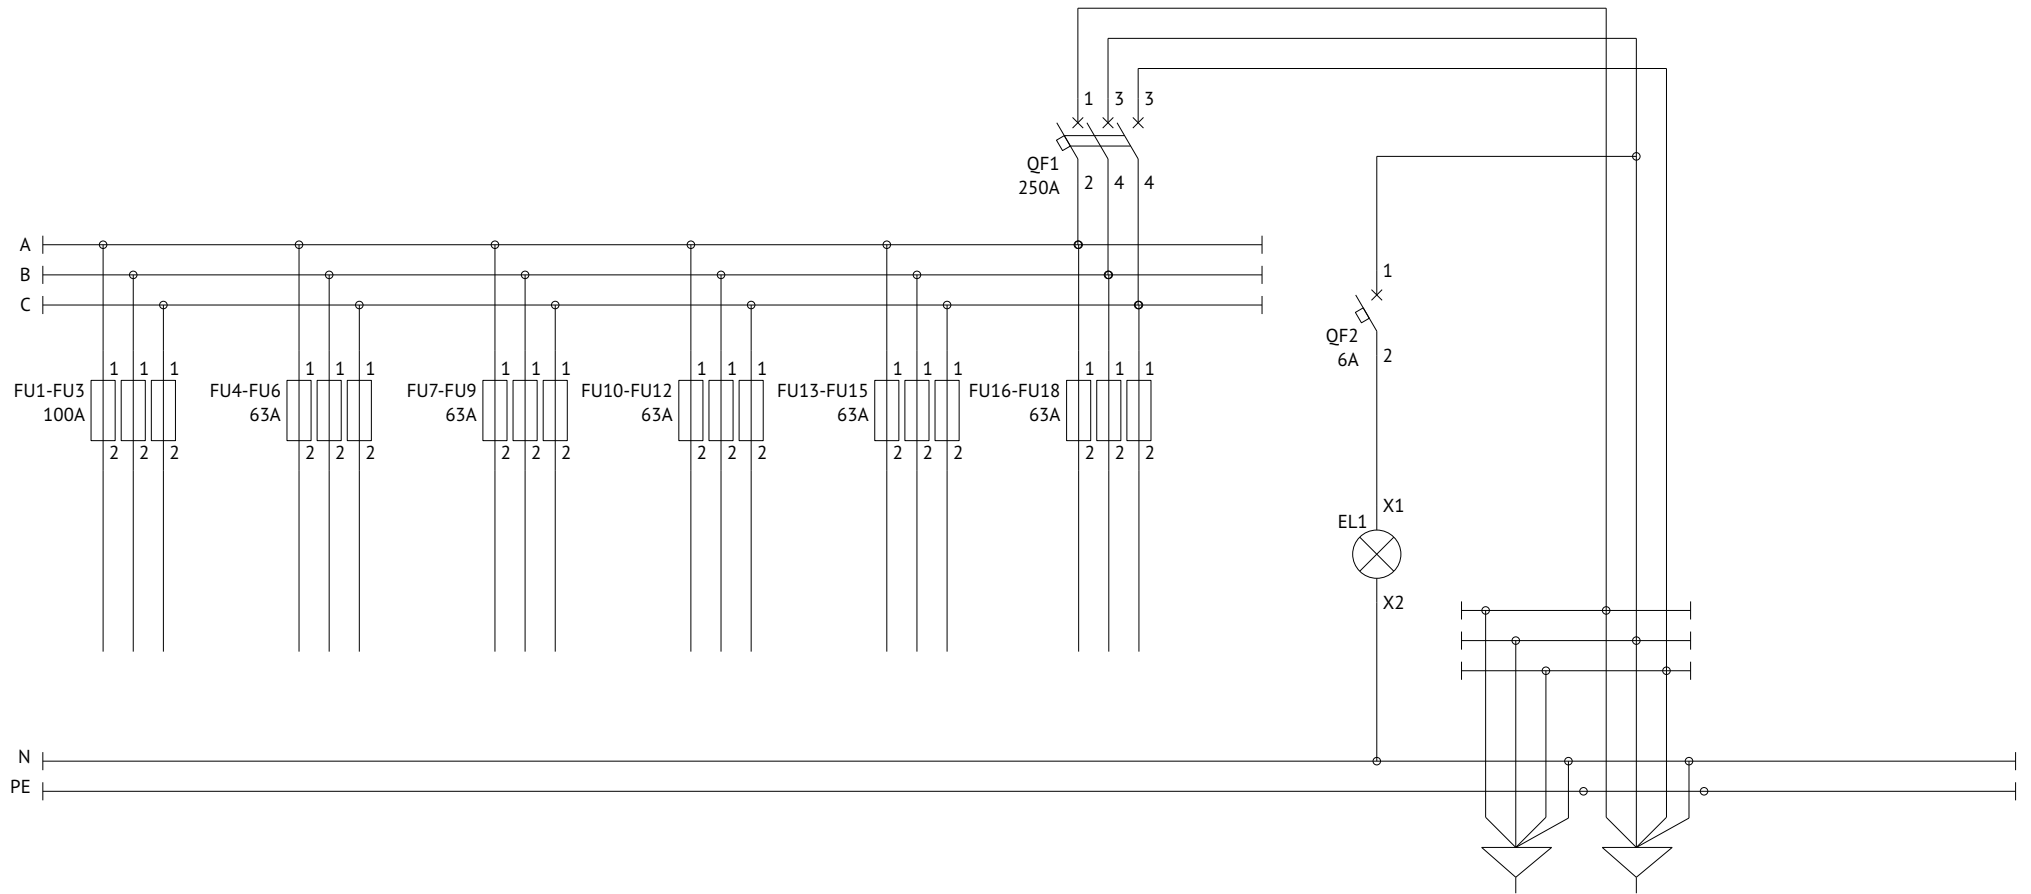 1 3 3
QF1
250A
2 4 4
A
B
C
1
QF2
6A
2
1 1 1 1 1 1 1 1 1 1 1 1 1 1 1 1 1 1
FU1-FU3 FU4-FU6 FU7-FU9 FU10-FU12 FU13-FU15 FU16-FU18
100A 63A 63A 63A 63A 63A
2 2 2 2 2 2 2 2 2 2 2 2 2 2 2 2 2 2
X1
EL1
X2
N
PE